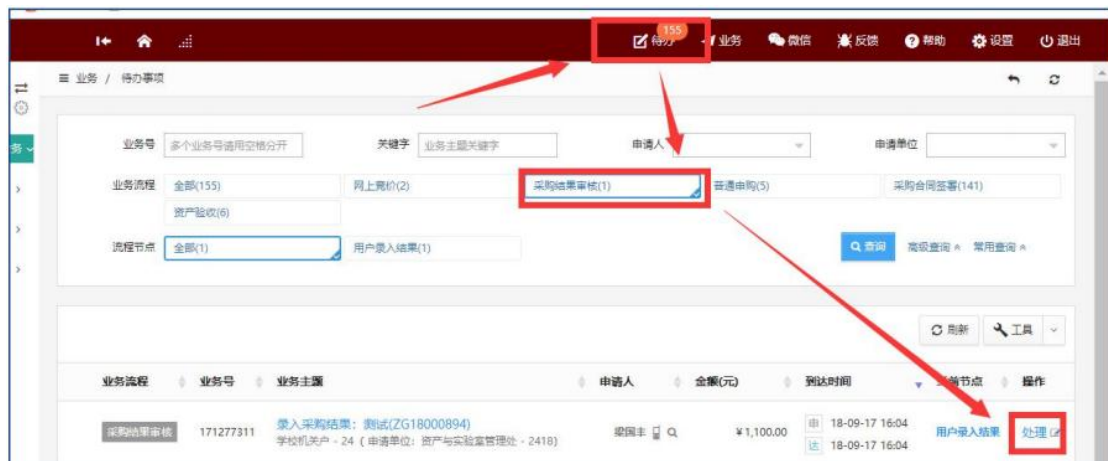 待办 155 业务 微信 反馈 帮助 设置 退出
业务 / 待办事项
务
业务号 多个业务号请用空格分开 关键字 业务主题关键字 申请人 申请单位
业务流程 全部(155) 网上竞价(2) 采购结果审核(1) 普通申购(5) 采购合同签署(141)
资产验收(6)
流程节点 全部(1) 用户录入结果(1) 查询 高级查询 常用查询
刷新 工具
业务流程 业务号 业务主题 申请人 金额(元) 到达时间 当前节点 操作
采购结果审核 171277311 录入采购结果：测试(ZG18000894) 梁国丰 ¥1,100.00 申 18-09-17 16:04 用户录入结果 处理
学校机关户 - 24 ( 申请单位：资产与实验室管理处 - 2418) 达 18-09-17 16:04